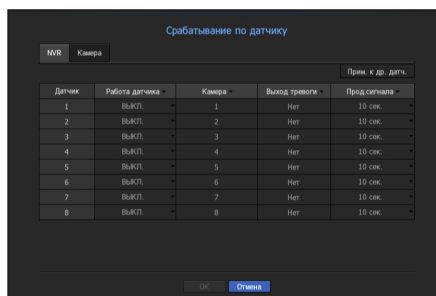 Срабатывание по датчику
NVR Камера
Прим. к др. датч.
Датчик Работа датчика Камера Выход тревоги Прод.сигнала
1 ВЫКЛ. 1 Нет 10 сек.
2 ВЫКЛ. 2 Нет 10 сек.
3 ВЫКЛ. 3 Нет 10 сек.
4 ВЫКЛ. 4 Нет 10 сек.
5 ВЫКЛ. 5 Нет 10 сек.
6 ВЫКЛ. 6 Нет 10 сек.
7 ВЫКЛ. 7 Нет 10 сек.
8 ВЫКЛ. 8 Нет 10 сек.
ОК Отмена